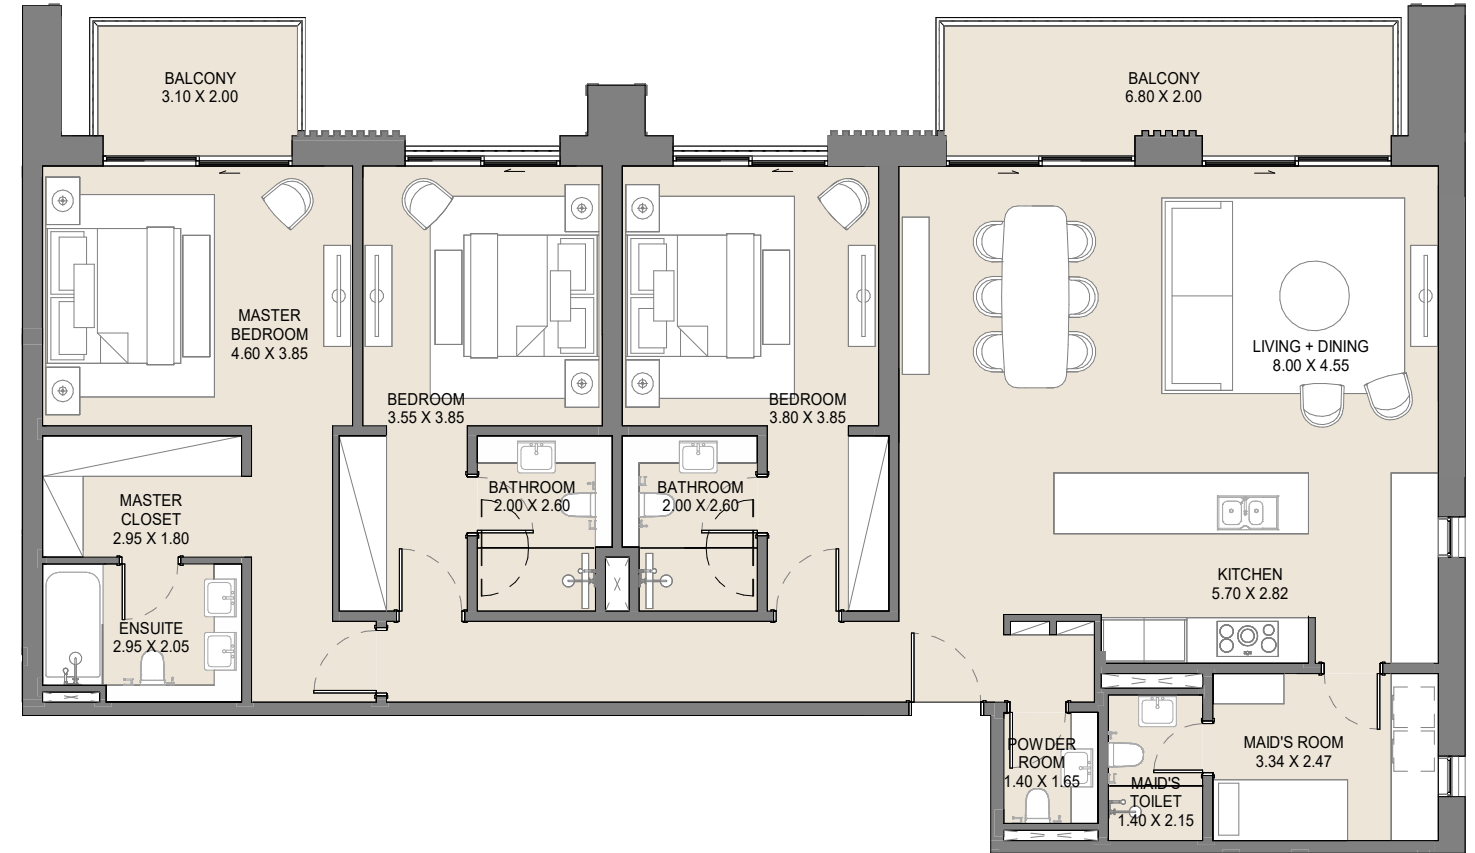 BALCONY
3.10 X 2.00
BALCONY
6.80 X 2.00
MASTER
BEDROOM
4.60 X 3.85
LIVING + DINING
8.00 X 4.55
BEDROOM
3.55 X 3.85
BEDROOM
3.80 X 3.85
MASTER
CLOSET
2.95 X 1.80
BATHROOM
2.00 X 2.60
BATHROOM
2.00 X 2.60
KITCHEN
5.70 X 2.82
ENSUITE
2.95 X 2.05
POWDER
ROOM
1.40 X 1.65
MAID'S ROOM
3.34 X 2.47
MAID'S
TOILET
1.40 X 2.15